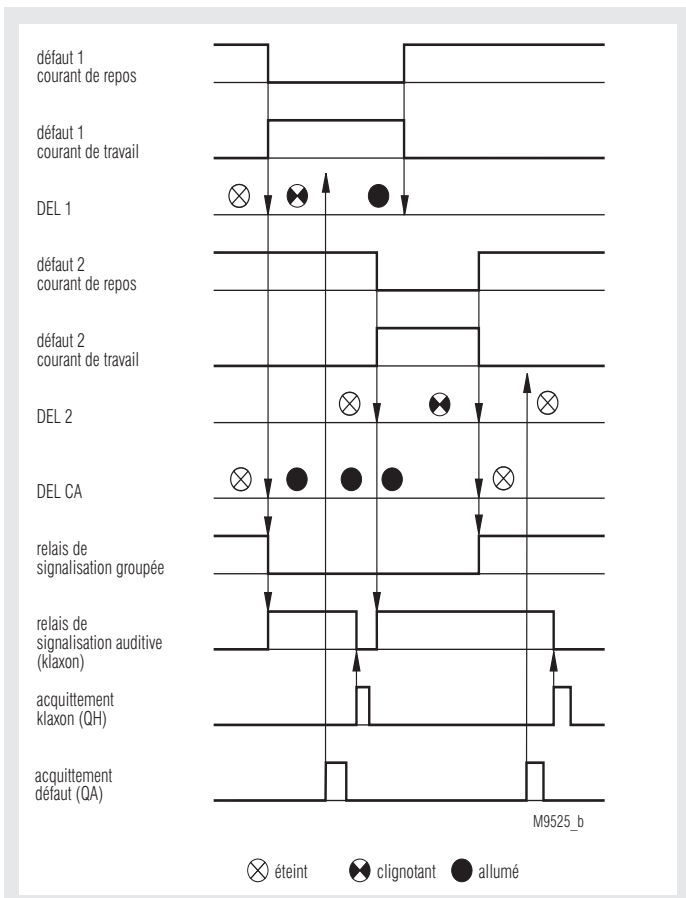 défaut 1
courant de repos
défaut 1
courant de travail
DEL 1
défaut 2
courant de repos
défaut 2
courant de travail
DEL 2
DEL CA
relais de
signalisation groupée
relais de
signalisation auditive
(klaxon)
acquittement
klaxon (QH)
acquittement
défaut (QA)
M9525_b
éteint
clignotant
allumé